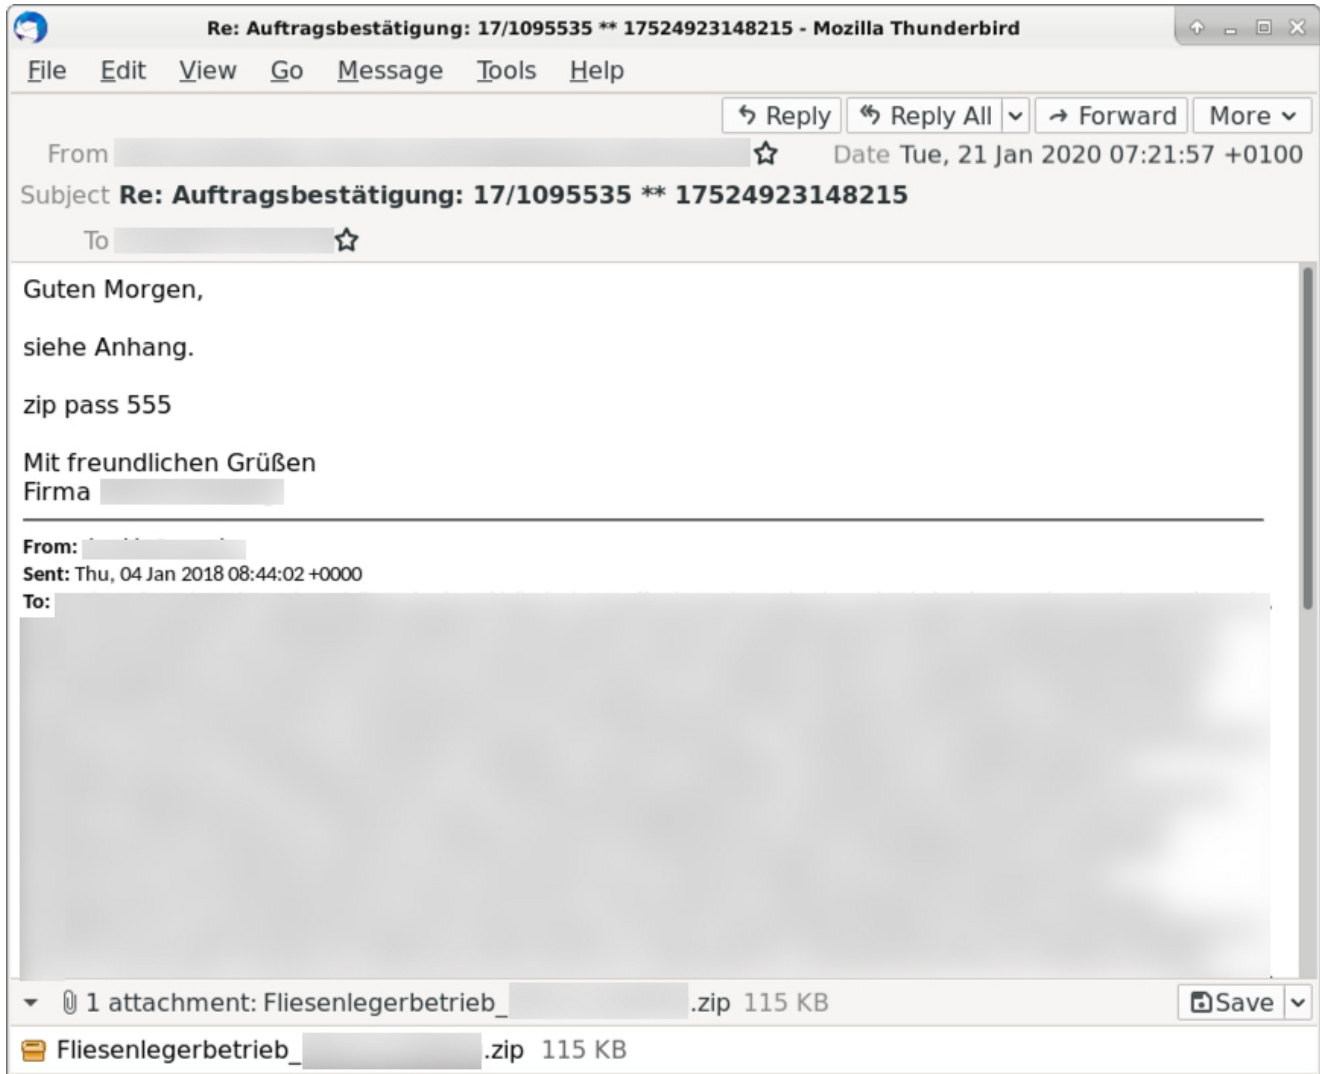 Re: Auftragsbestätigung: 17/1095535 ** 17524923148215 - Mozilla Thunderbird
File Edit View Go Message Tools Help
Reply Reply All Forward More
From Date Tue, 21 Jan 2020 07:21:57 +0100
Subject Re: Auftragsbestätigung: 17/1095535 ** 17524923148215
To
Guten Morgen,
siehe Anhang.
zip pass 555
Mit freundlichen Grüßen
Firma
From:
Sent: Thu, 04 Jan 2018 08:44:02 +0000
To:
1 attachment: Fliesenlegerbetrieb_ .zip 115 KB Save
Fliesenlegerbetrieb_ .zip 115 KB